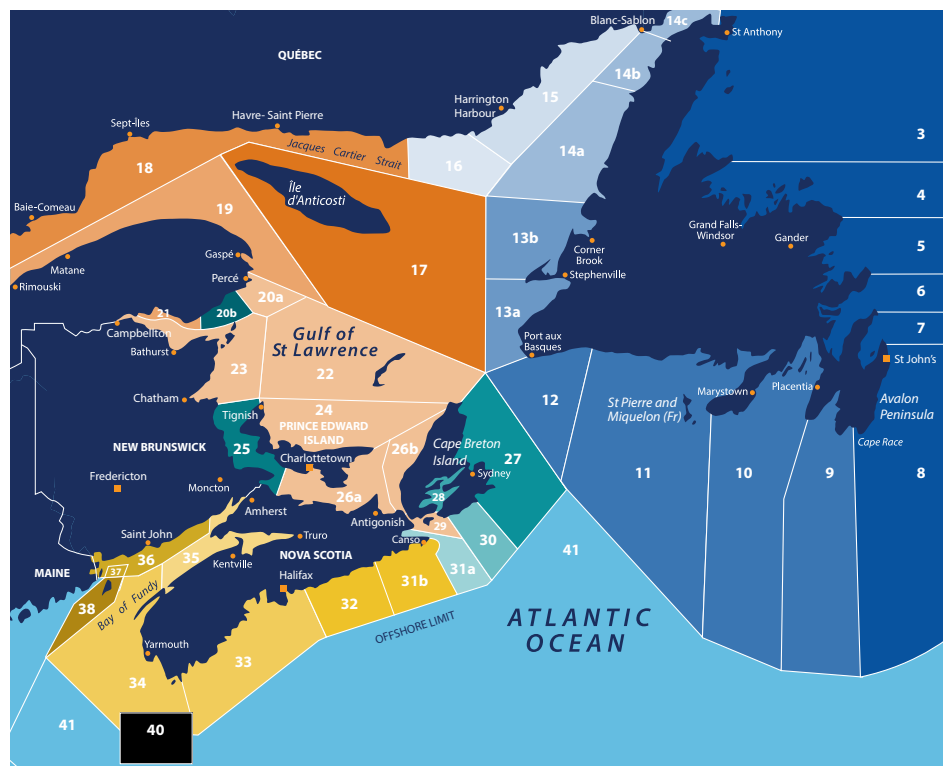 Blanc-Sablon
14c
St Anthony
QUÉBEC
14b
15
Harrington
Harbour
Havre- Saint Pierre
Sept-Îles
3
Jacques Cartier Strait
14a
16
18
Île
d'Anticosti
4
Baie-Comeau
19
Grand Falls-
Windsor
Gander
13b
5
Corner
Brook
Gaspé
Matane
17
Stephenville
Percé
Rimouski
6
20a
21
20b
13a
7
Campbellton
Gulf of
St Lawrence
Port aux
Basques
Bathurst
St John's
23
22
Marystown
Placentia
Chatham
12
St Pierre and
Miquelon (Fr)
Avalon
Peninsula
Tignish
24
PRINCE EDWARD
ISLAND
NEW BRUNSWICK
25
26b
Cape Breton
Island
Cape Race
Charlottetown
27
Sydney
11
10
9
8
Fredericton
Moncton
26a
28
Amherst
Antigonish
29
Saint John
Truro
Canso
30
41
NOVA SCOTIA
36
35
Kentville
31a
MAINE
37
Halifax
31b
32
38
Bay of Fundy
ATLANTIC
OCEAN
OFFSHORE LIMIT
Yarmouth
33
34
41
40